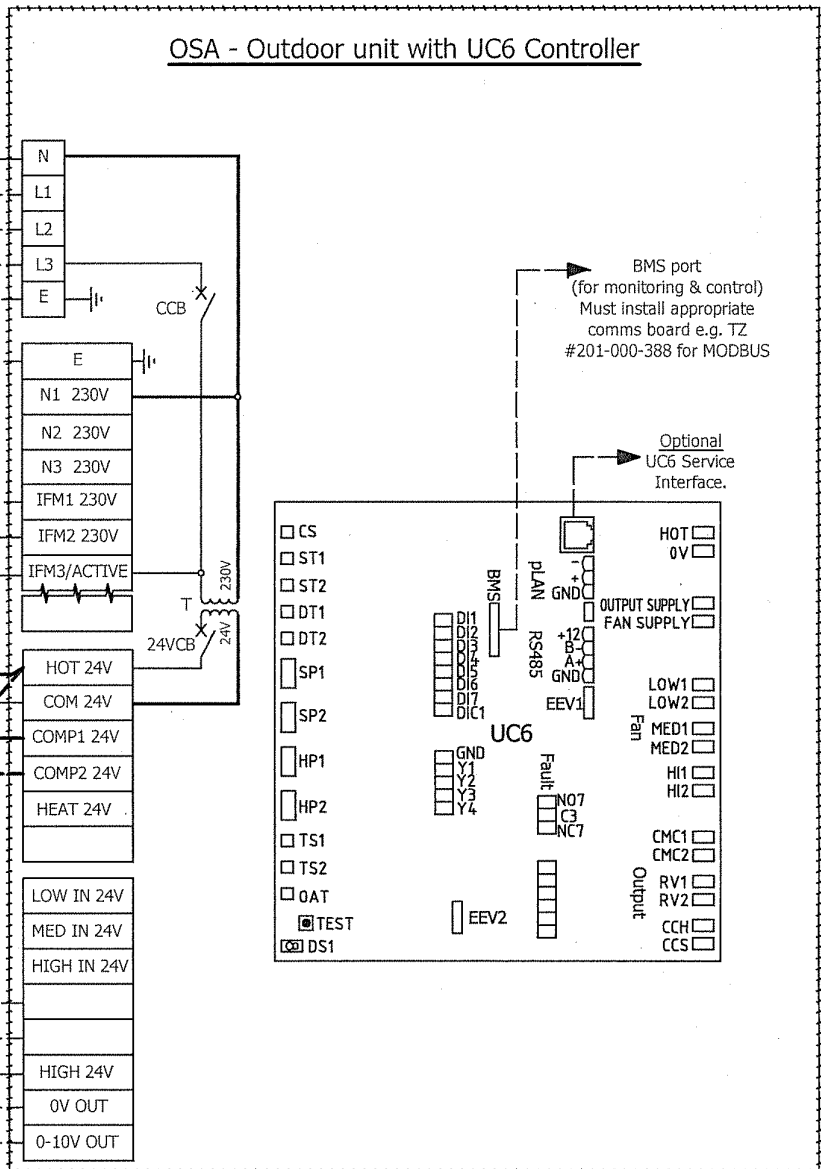 OSA - Outdoor unit with UC6 Controller
N
L1
L2
L3
E
CCB
E
N1 230V
N2 230V
N3 230V
IFM1 230V
IFM2 230V
IFM3/ACTIVE
T
230V
24V
24VCB
HOT 24V
COM 24V
COMP1 24V
COMP2 24V
HEAT 24V
LOW IN 24V
MED IN 24V
HIGH IN 24V
HIGH 24V
0V OUT
0-10V OUT
BMS port
(for monitoring & control)
Must install appropriate
comms board e.g. TZ
#201-000-388 for MODBUS
Optional
UC6 Service
Interface.
CS
ST1
ST2
DT1
DT2
SP1
SP2
HP1
HP2
TS1
TS2
OAT
TEST
DS1
BMS
DI1
DI2
DI3
DI4
DI5
DI6
DI7
DIC1
UC6
GND
Y1
Y2
Y3
Y4
EEV2
pLAN
-
+
GND
RS485
+12
B-
A+
GND
EEV1
Fault
NO7
C3
NC7
HOT
0V
OUTPUT SUPPLY
FAN SUPPLY
Fan
LOW1
LOW2
MED1
MED2
HI1
HI2
Output
CMC1
CMC2
RV1
RV2
CCH
CCS